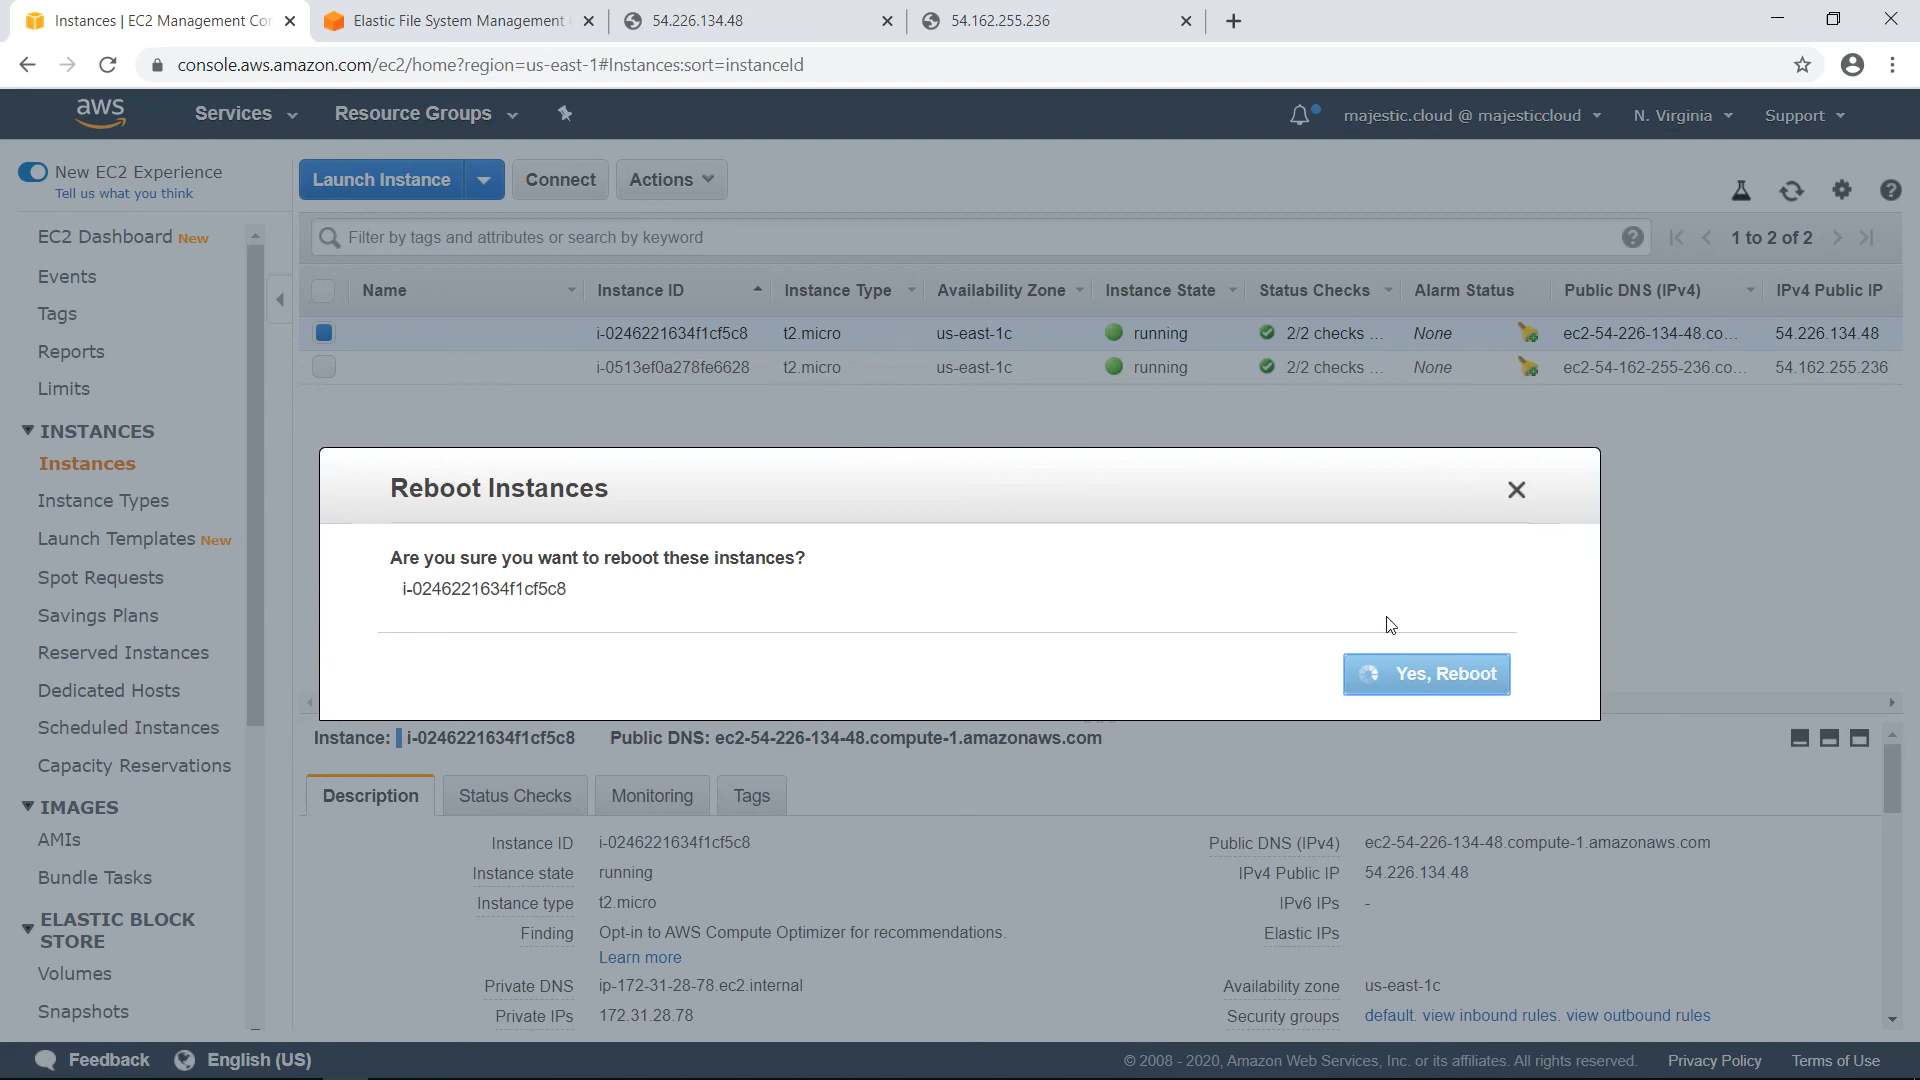 Instances | EC2 Management Con
Elastic File System Management
54.226.134.48
54.162.255.236
console.aws.amazon.com/ec2/home?region=us-east-1#Instances:sort=instanceId
aws
Services
Resource Groups
majestic.cloud @ majesticcloud
N. Virginia
Support
New EC2 Experience
Tell us what you think
Launch Instance
Connect
Actions
EC2 Dashboard New
Events
Tags
Reports
Limits
INSTANCES
Instances
Instance Types
Launch Templates New
Spot Requests
Savings Plans
Reserved Instances
Dedicated Hosts
Scheduled Instances
Capacity Reservations
IMAGES
AMIs
Bundle Tasks
ELASTIC BLOCK
STORE
Volumes
Snapshots
Filter by tags and attributes or search by keyword
1 to 2 of 2
Name Instance ID Instance Type Availability Zone Instance State Status Checks Alarm Status Public DNS (IPv4) IPv4 Public IP
i-0246221634f1cf5c8 t2.micro us-east-1c running 2/2 checks ... None ec2-54-226-134-48.co... 54.226.134.48
i-0513ef0a278fe6628 t2.micro us-east-1c running 2/2 checks ... None ec2-54-162-255-236.co... 54.162.255.236
Reboot Instances
Are you sure you want to reboot these instances?
i-0246221634f1cf5c8
Yes, Reboot
Instance: i-0246221634f1cf5c8 Public DNS: ec2-54-226-134-48.compute-1.amazonaws.com
Description Status Checks Monitoring Tags
Instance ID i-0246221634f1cf5c8
Instance state running
Instance type t2.micro
Finding Opt-in to AWS Compute Optimizer for recommendations.
Learn more
Private DNS ip-172-31-28-78.ec2.internal
Private IPs 172.31.28.78
Public DNS (IPv4) ec2-54-226-134-48.compute-1.amazonaws.com
IPv4 Public IP 54.226.134.48
IPv6 IPs -
Elastic IPs
Availability zone us-east-1c
Security groups default. view inbound rules. view outbound rules
Feedback
English (US)
© 2008 - 2020, Amazon Web Services, Inc. or its affiliates. All rights reserved.
Privacy Policy
Terms of Use